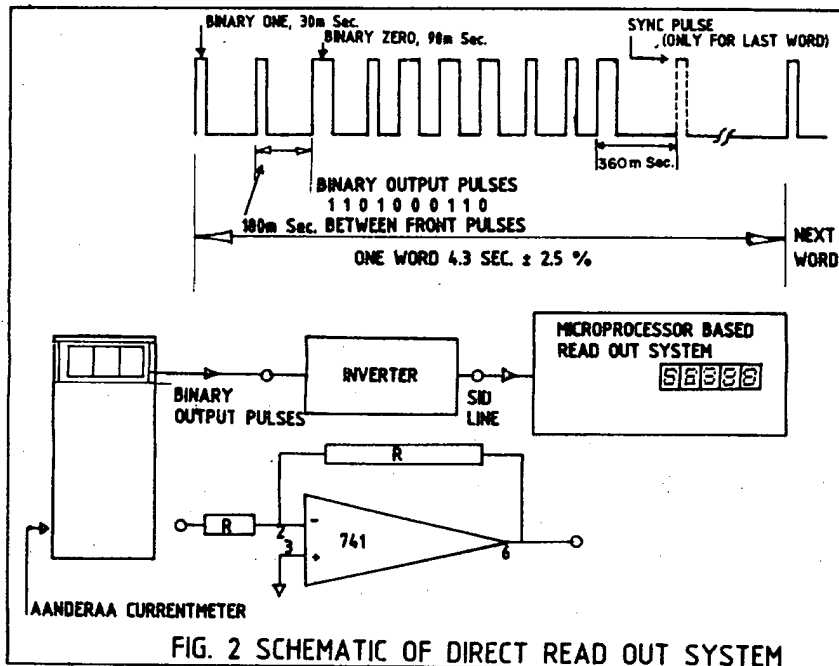 BINARY ONE, 30m Sec.
BINARY ZERO, 90m Sec.
SYNC PULSE
(ONLY FOR LAST WORD)
360m Sec.
BINARY OUTPUT PULSES
1 1 0 1 0 0 0 1 1 0
180m Sec. BETWEEN FRONT PULSES
ONE WORD 4.3 SEC. ± 2.5 %
NEXT
WORD
BINARY
OUTPUT PULSES
INVERTER
SID
LINE
MICROPROCESSOR BASED
READ OUT SYSTEM
R
R
2
3
-
+
741
6
AANDERAA CURRENTMETER
FIG. 2 SCHEMATIC OF DIRECT READ OUT SYSTEM